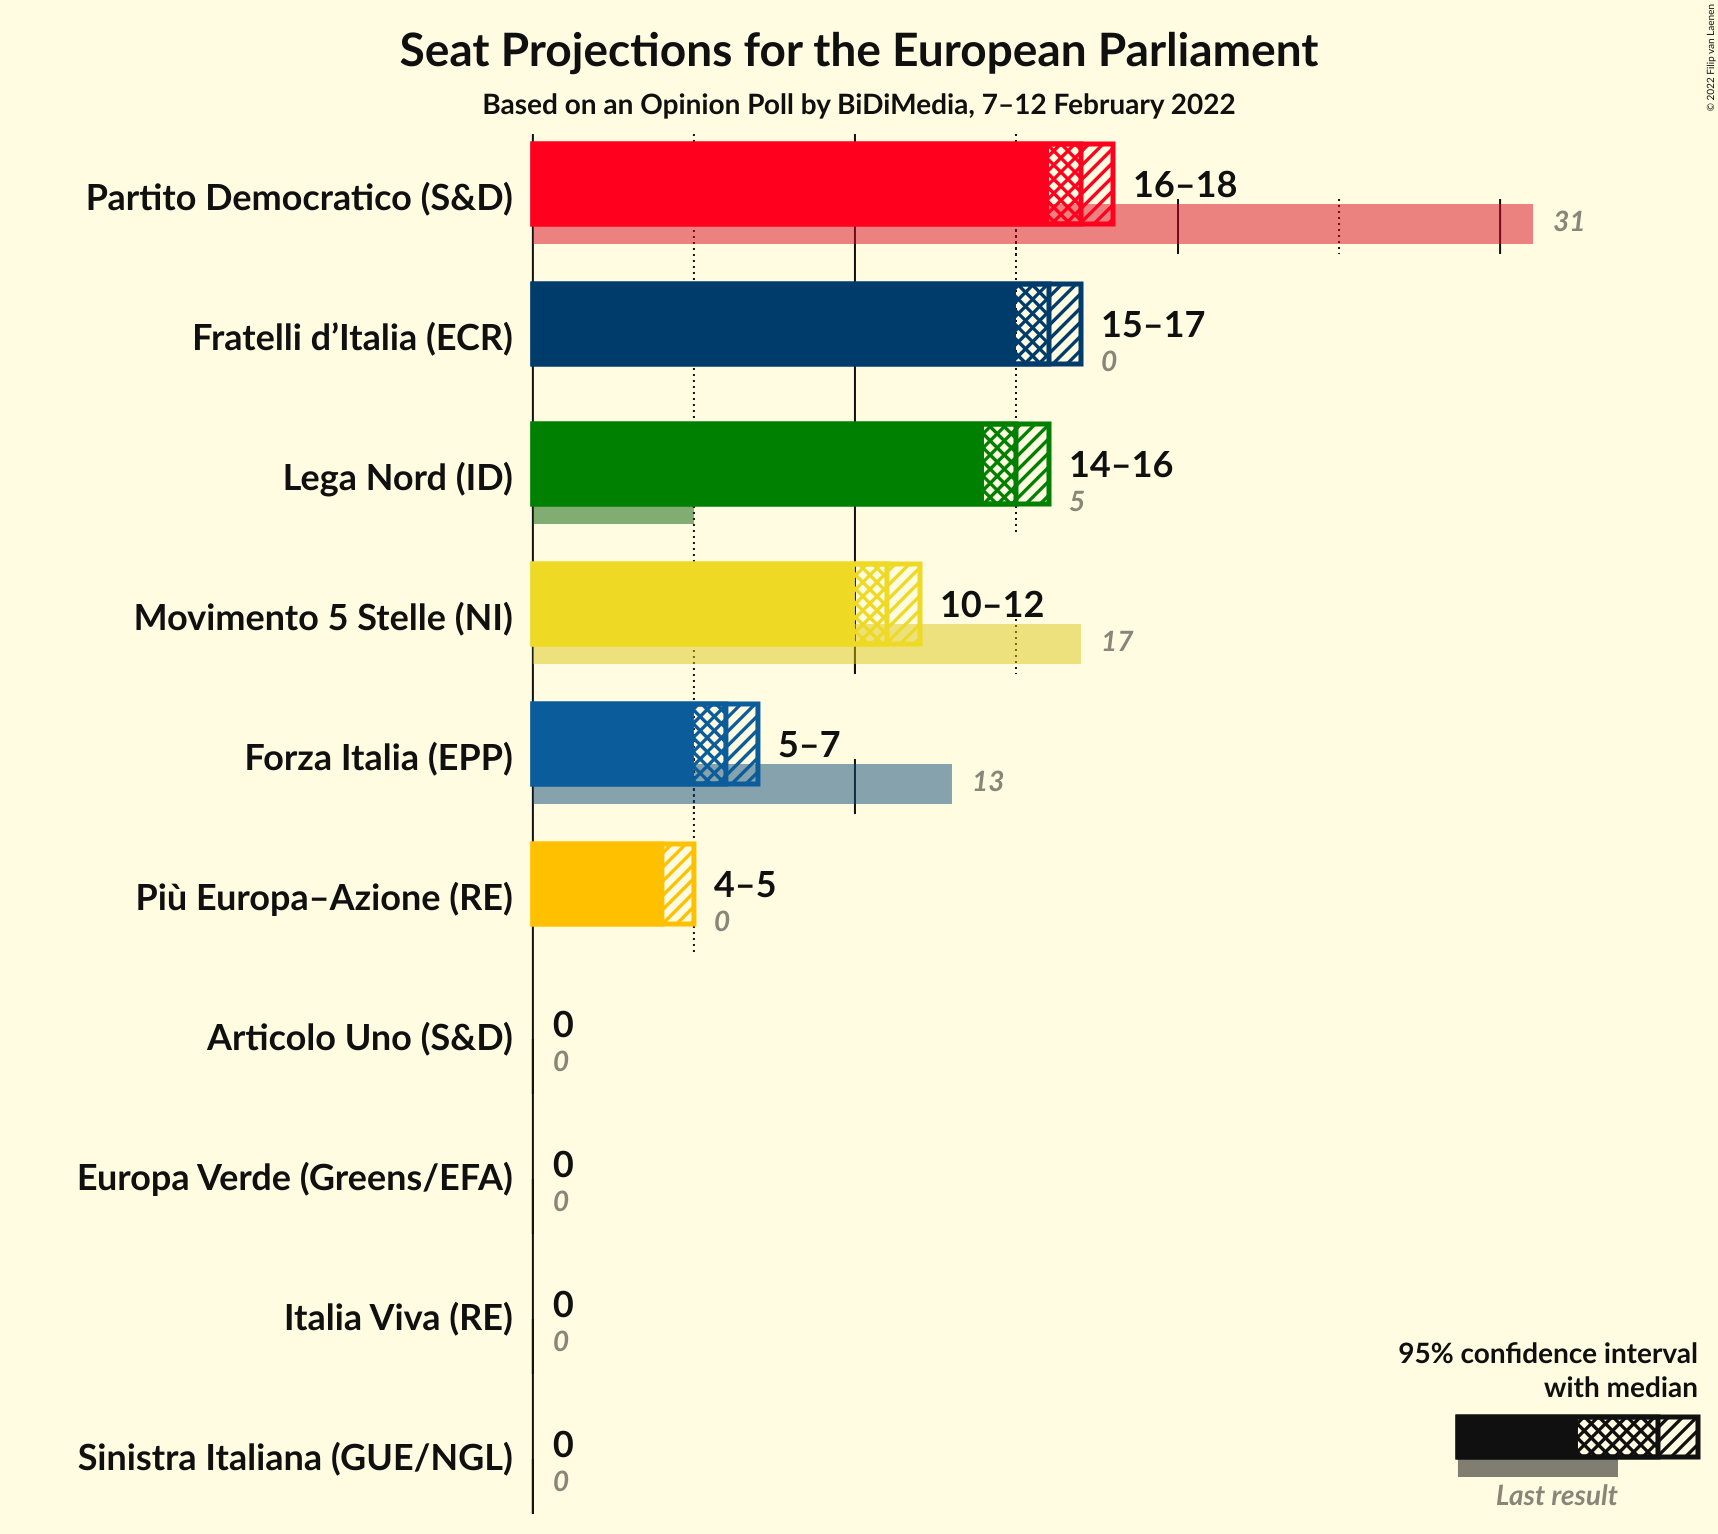 Seat Projections for the European Parliament
Based on an Opinion Poll by BiDiMedia, 7–12 February 2022
© 2022 Filip van Laenen
Partito Democratico (S&D)
16–18
31
Fratelli d’Italia (ECR)
15–17
0
Lega Nord (ID)
14–16
5
Movimento 5 Stelle (NI)
10–12
17
Forza Italia (EPP)
5–7
13
Più Europa–Azione (RE)
4–5
0
Articolo Uno (S&D)
0
0
Europa Verde (Greens/EFA)
0
0
Italia Viva (RE)
0
0
Sinistra Italiana (GUE/NGL)
0
0
95% confidence interval
with median
Last result